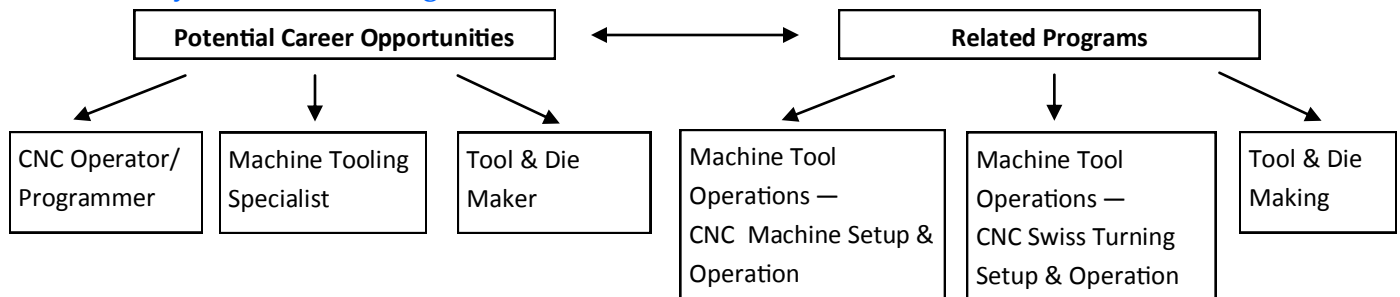 Potential Career Opportunities
Related Programs
CNC Operator/
Programmer
Machine Tooling
Specialist
Tool & Die
Maker
Machine Tool
Operations —
CNC Machine Setup &
Operation
Machine Tool
Operations —
CNC Swiss Turning
Setup & Operation
Tool & Die
Making